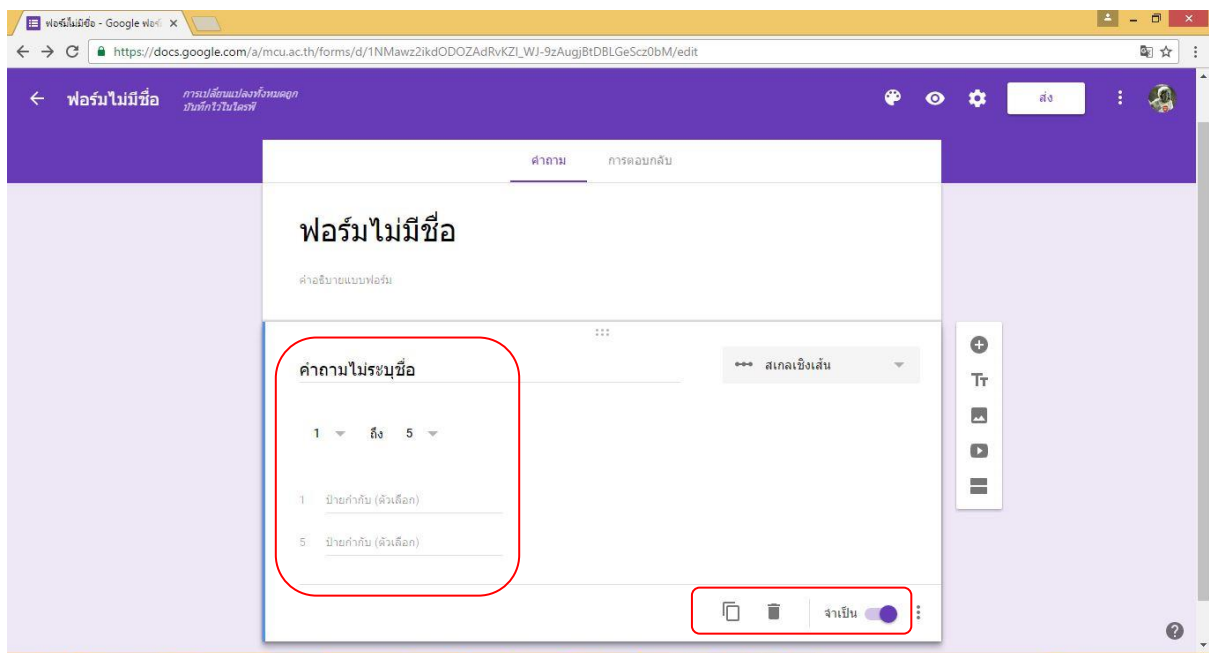 ฟอร์มไม่มีชื่อ - Google ฟอร์
https://docs.google.com/a/mcu.ac.th/forms/d/1NMawz2ikdODOZAdRvKZI_WJ-9zAugjBtDBLGeScz0bM/edit
ฟอร์มไม่มีชื่อ
การเปลี่ยนแปลงทั้งหมดถูก
บันทึกไว้ในไดรฟ์
ส่ง
คำถาม การตอบกลับ
ฟอร์มไม่มีชื่อ
คำอธิบายแบบฟอร์ม
คำถามไม่ระบุชื่อ
สเกลเชิงเส้น
1 ถึง 5
1 ป้ายกำกับ (ตัวเลือก)
5 ป้ายกำกับ (ตัวเลือก)
จำเป็น